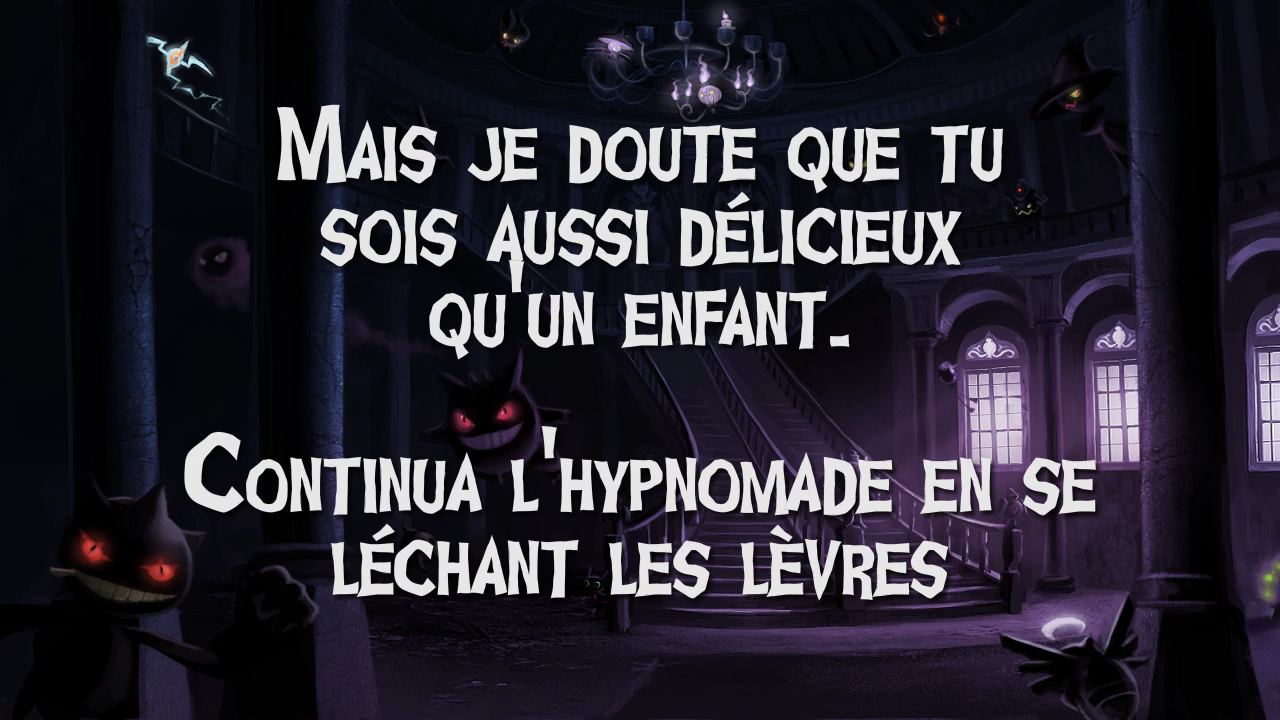 Mais je doute que tu
sois aussi délicieux
qu'un enfant.
Continua l'hypnomade en se
léchant les lèvres